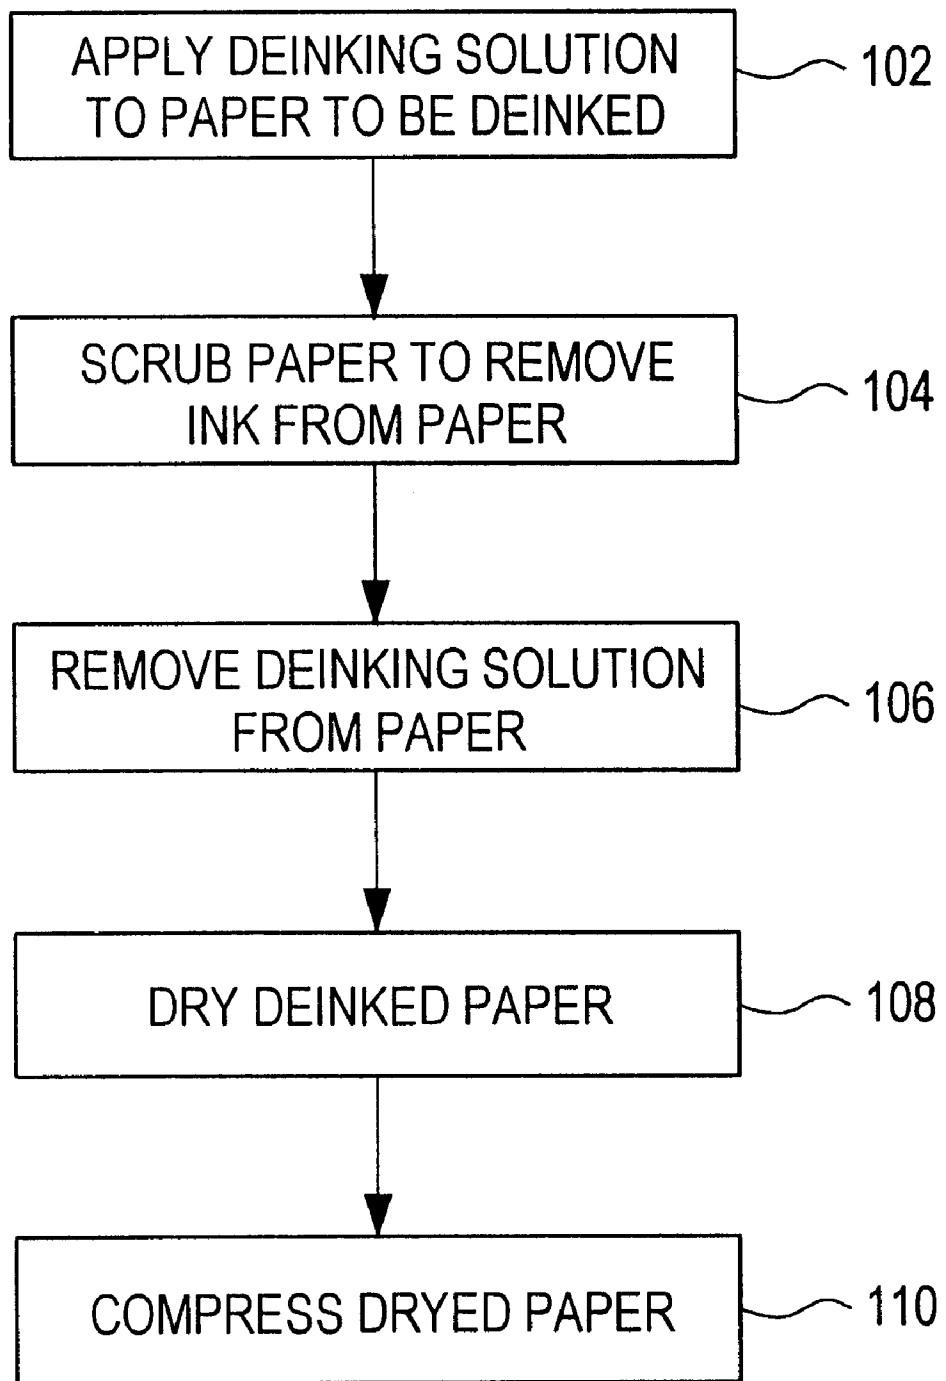 APPLY DEINKING SOLUTION
TO PAPER TO BE DEINKED
102
SCRUB PAPER TO REMOVE
INK FROM PAPER
104
REMOVE DEINKING SOLUTION
FROM PAPER
106
DRY DEINKED PAPER
108
COMPRESS DRYED PAPER
110